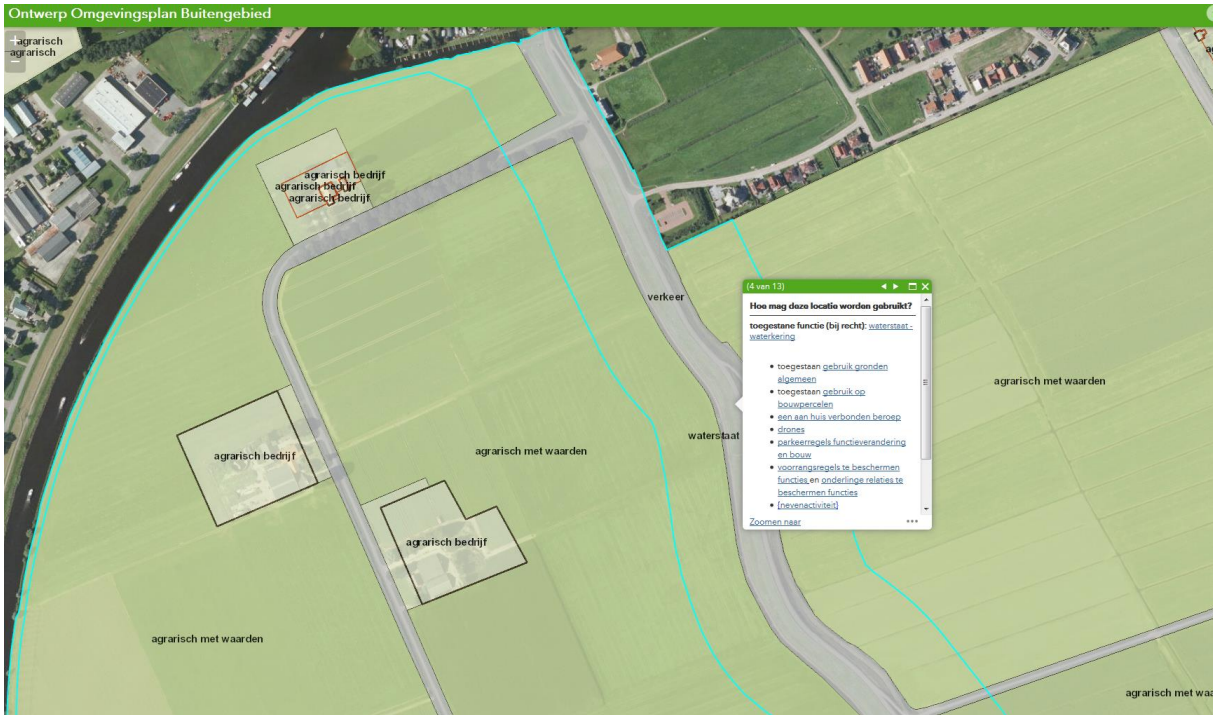 Ontwerp Omgevingsplan Buitengebied
agrarisch
agrarisch
agrarisch bedrijf
agrarisch bedrijf
agrarisch bedrijf
verkeer
(4 van 13)
Hoe mag deze locatie worden gebruikt?
toegestane functie (bij recht): waterstaat -
waterkering
toegestaan gebruik gronden
algemeen
toegestaan gebruik op
bouwpercelen
een aan huis verbonden beroep
drones
parkeerregels functieverandering
en bouw
voorrangsregels te beschermen
functies en onderlinge relaties te
beschermen functies
[nevenactiviteit]
Zoomen naar
agrarisch met waarden
waterstaat
agrarisch met waarden
agrarisch bedrijf
agrarisch bedrijf
agrarisch met waarden
agrarisch met waa